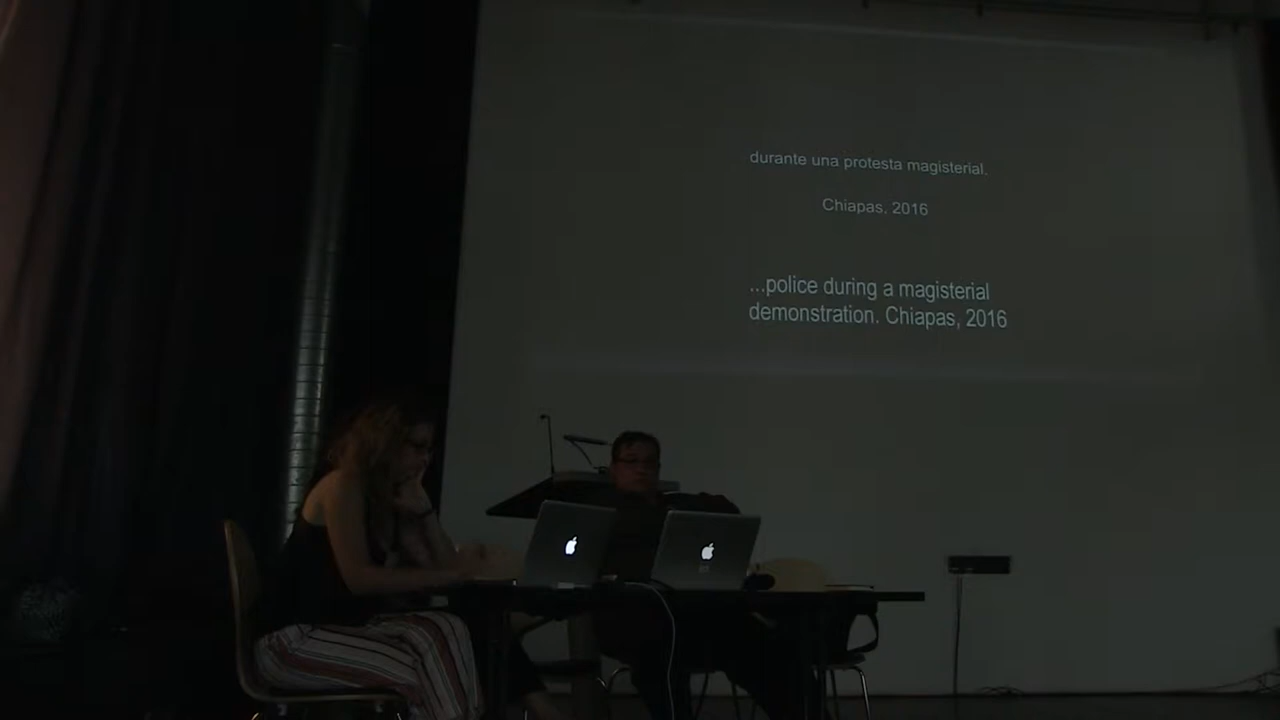 durante una protesta magisterial.
Chiapas, 2016
...police during a magisterial
demonstration. Chiapas, 2016